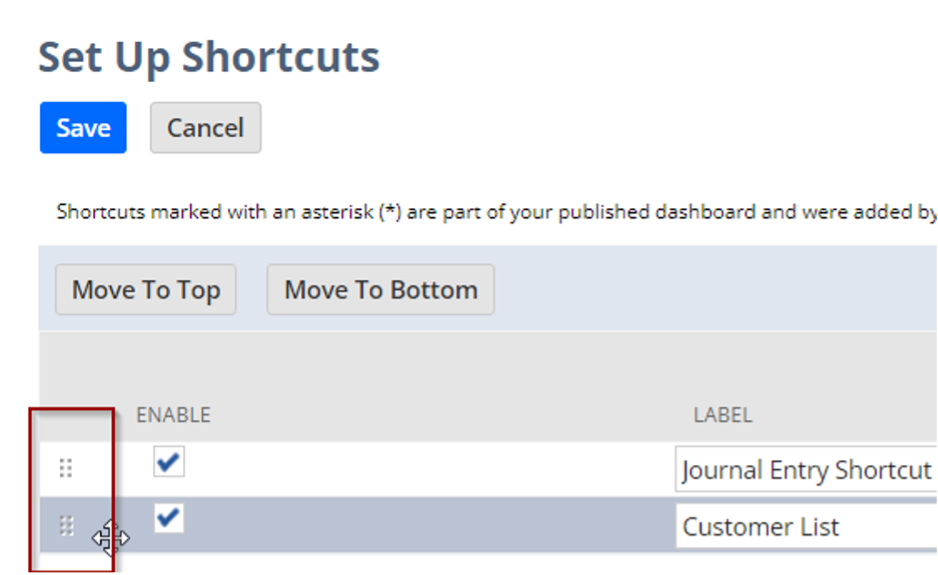 Set Up Shortcuts
Save Cancel
Shortcuts marked with an asterisk (*) are part of your published dashboard and were added by
Move To Top Move To Bottom
ENABLE LABEL
Journal Entry Shortcut
Customer List